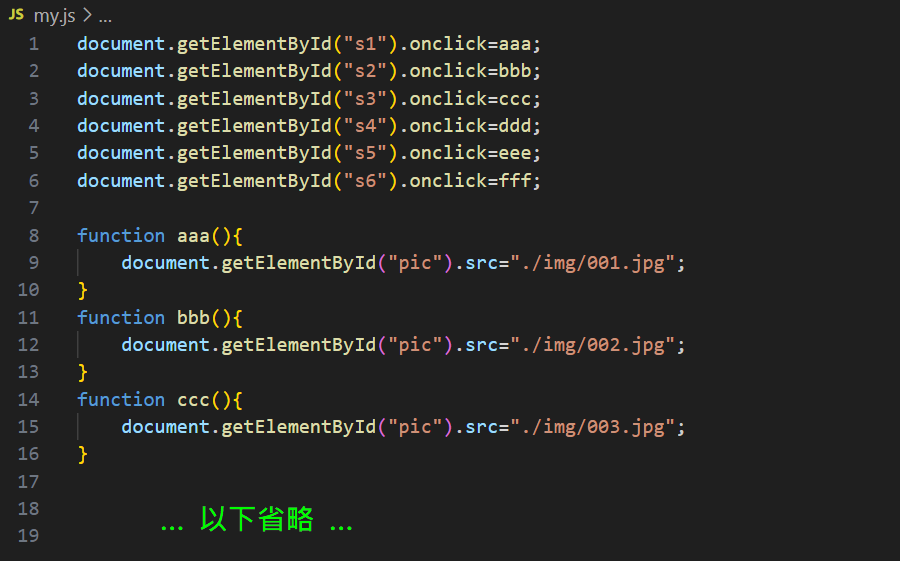 JS my.js > ...
1 document.getElementById("s1").onclick=aaa;
2 document.getElementById("s2").onclick=bbb;
3 document.getElementById("s3").onclick=ccc;
4 document.getElementById("s4").onclick=ddd;
5 document.getElementById("s5").onclick=eee;
6 document.getElementById("s6").onclick=fff;
7
8 function aaa(){
9     document.getElementById("pic").src="./img/001.jpg";
10 }
11 function bbb(){
12     document.getElementById("pic").src="./img/002.jpg";
13 }
14 function ccc(){
15     document.getElementById("pic").src="./img/003.jpg";
16 }
17
18 ... 以下省略 ...
19